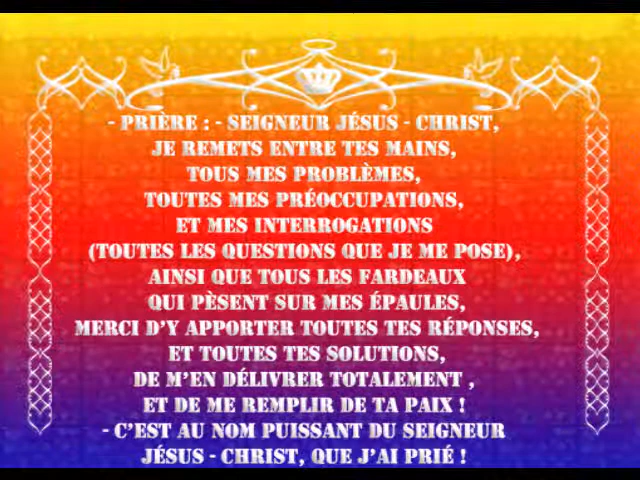 - PRIÈRE : - SEIGNEUR JÉSUS - CHRIST,
JE REMETS ENTRE TES MAINS,
TOUS MES PROBLÈMES,
TOUTES MES PRÉOCCUPATIONS,
ET MES INTERROGATIONS
(TOUTES LES QUESTIONS QUE JE ME POSE),
AINSI QUE TOUS LES FARDEAUX
QUI PÈSENT SUR MES ÉPAULES,
MERCI D'Y APPORTER TOUTES TES RÉPONSES,
ET TOUTES TES SOLUTIONS,
DE M'EN DÉLIVRER TOTALEMENT ,
ET DE ME REMPLIR DE TA PAIX !
- C'EST AU NOM PUISSANT DU SEIGNEUR
JÉSUS - CHRIST, QUE J'AI PRIÉ !